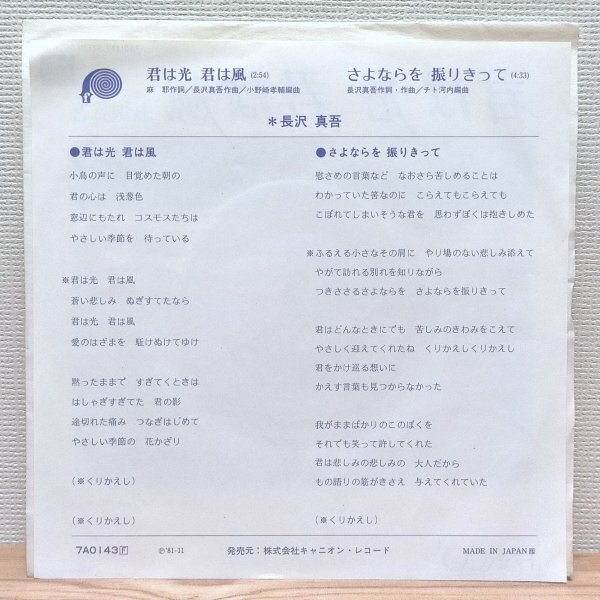 君は光 君は風(2:54)
麻 耶作詞/長沢真吾作曲/小野崎孝輔編曲
さよならを 振りきって(4:33)
長沢真吾作詞・作曲/チト河内編曲
＊長沢 真吾
●君は光 君は風
小鳥の声に 目覚めた朝の
君の心は 浅葱色
窓辺にもたれ コスモスたちは
やさしい季節を 待っている
※君は光 君は風
蒼い悲しみ ぬぎすてたなら
君は光 君は風
愛のはざまを 駈けぬけてゆけ
黙ったままで すぎてくときは
はしゃぎすぎてた 君の影
途切れた痛み つなぎはじめて
やさしい季節の 花かざり
(※くりかえし)
(※くりかえし)
●さよならを 振りきって
慰さめの言葉など なおさら苦しめることは
わかっていた筈なのに こらえてもこらえても
こぼれてしまいそうな君を 思わずぼくは抱きしめた
※ふるえる小さなその肩に やり場のない悲しみ添えて
やがて訪れる別れを知りながら
つきささるさよならを さよならを振りきって
君はどんなときにでも 苦しみのきわみをこえて
やさしく迎えてくれたね くりかえしくりかえし
君をかけ巡る想いに
かえす言葉も見つからなかった
我がままばかりのこのぼくを
それでも笑って許してくれた
君は悲しみの悲しみの 大人だから
もの語りの筋がきさえ 与えてくれていた
(※くりかえし)
7A0143 F
℗'81-11
発売元：株式会社キャニオン・レコード
MADE IN JAPAN